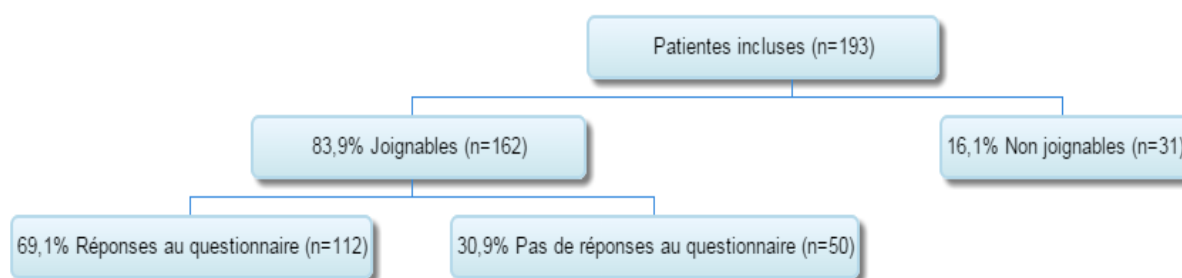 Patientes incluses (n=193)
83,9% Joignables (n=162)
16,1% Non joignables (n=31)
69,1% Réponses au questionnaire (n=112)
30,9% Pas de réponses au questionnaire (n=50)